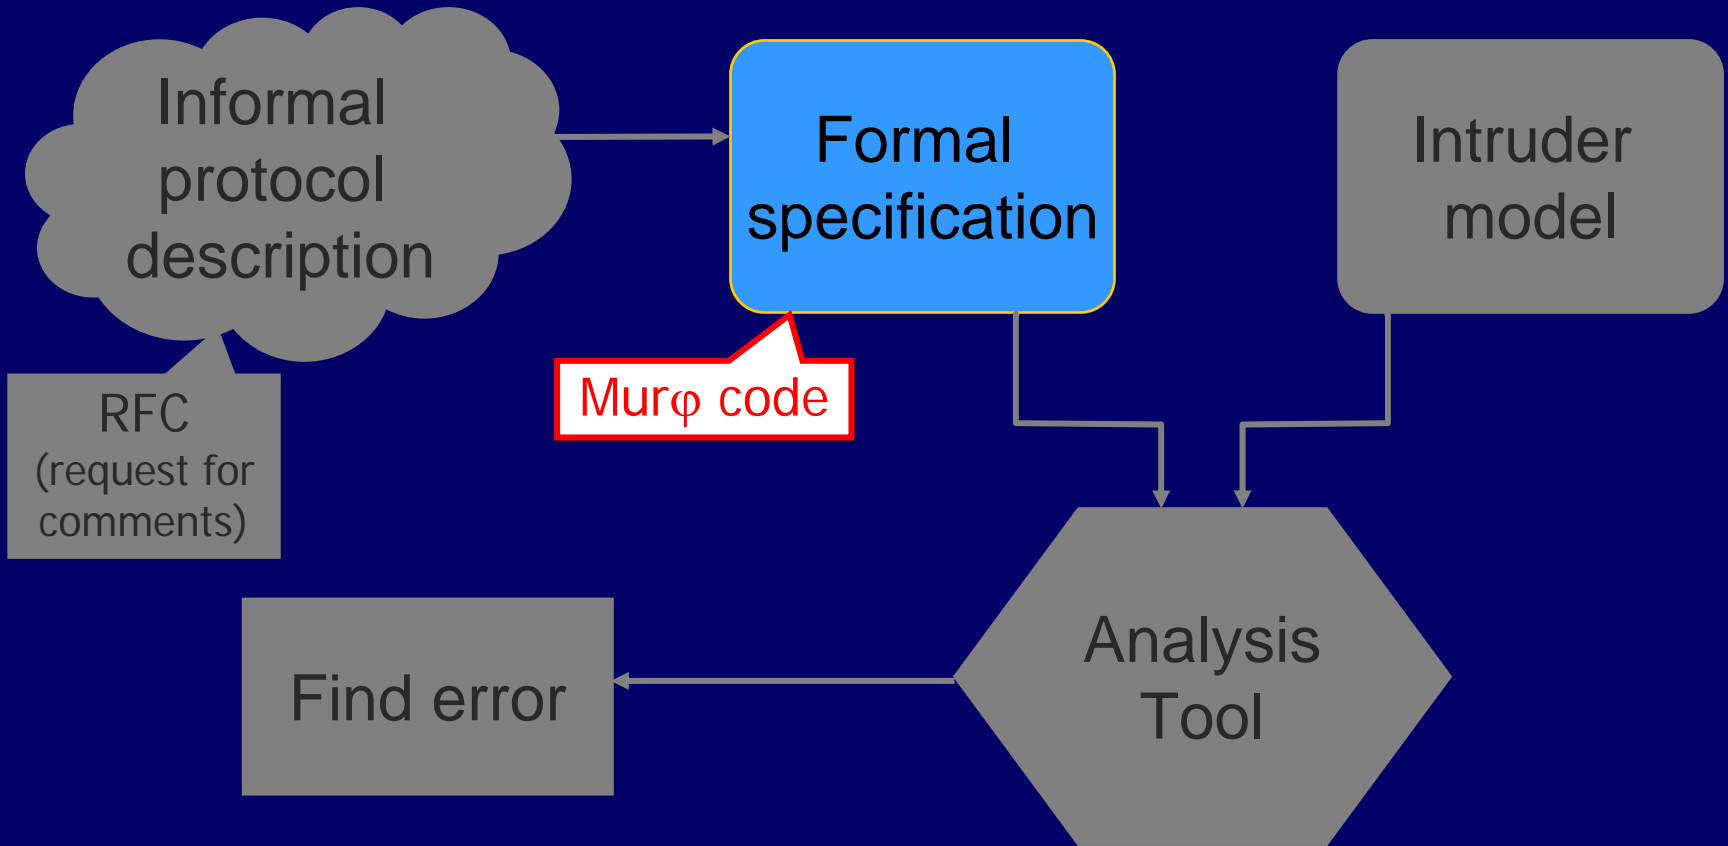 Informal
protocol
description
Formal
specification
Intruder
model
RFC
(request for
comments)
Murφ code
Analysis
Tool
Find error